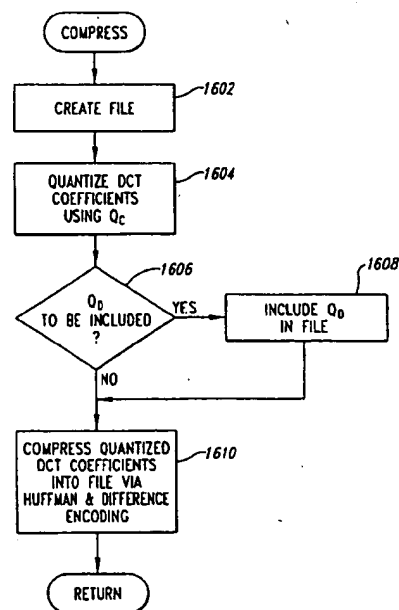 COMPRESS
1602
CREATE FILE
1604
QUANTIZE DCT
COEFFICIENTS
USING QC
1606
QD
TO BE INCLUDED
?
YES
1608
INCLUDE QD
IN FILE
NO
COMPRESS QUANTIZED
DCT COEFFICIENTS
INTO FILE VIA
HUFFMAN & DIFFERENCE
ENCODING
1610
RETURN